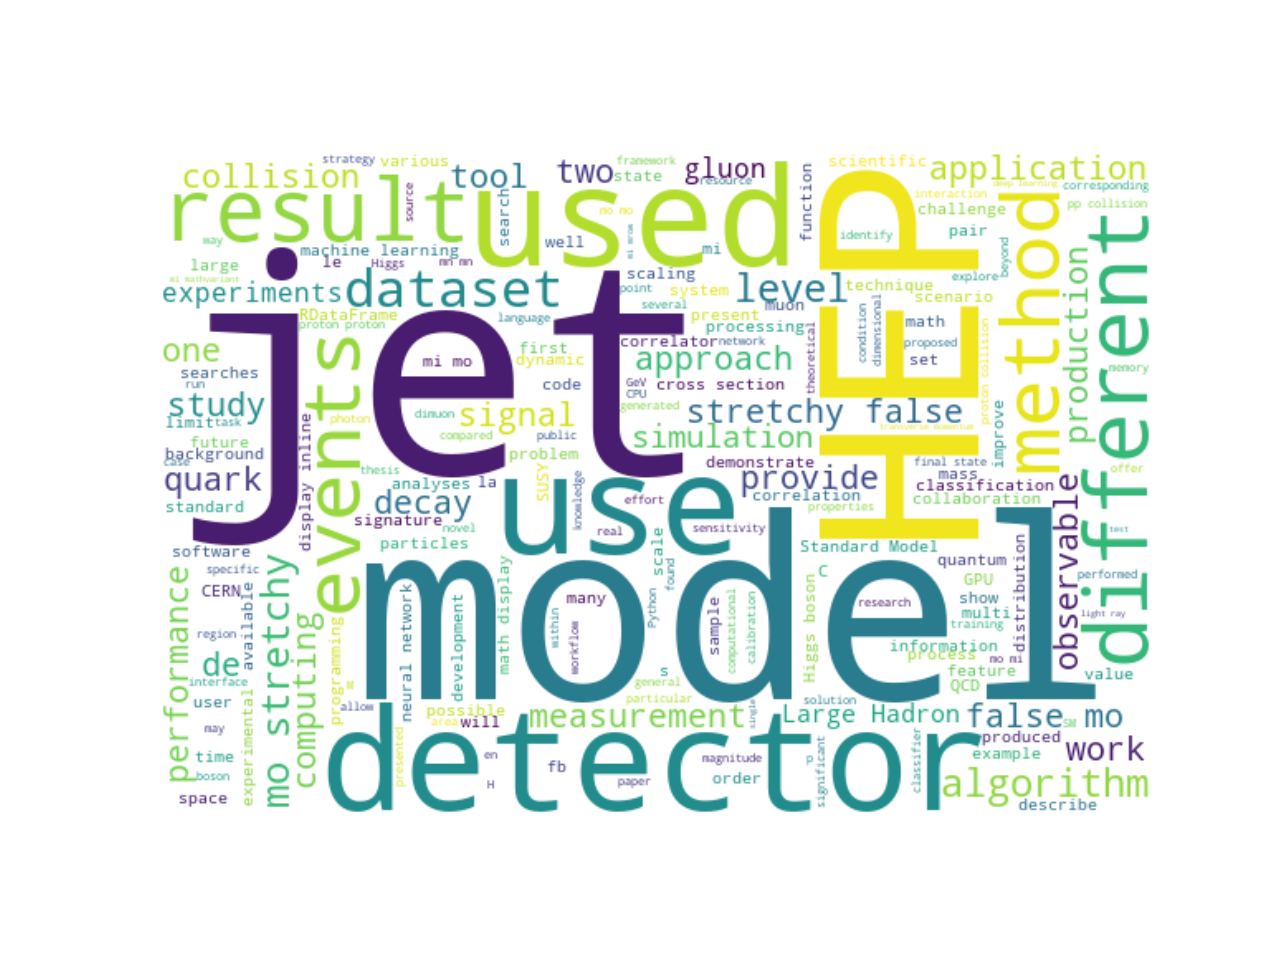 strategy various
framework
scientific
collision
tool
two
state
gluon
resource
application
deep learning
corresponding
result
used
HEP
method
different
source
search
mo mo
function
interaction
challenge
pp collision
way
machine learning
well
mi mrow
mi
identify
pair
beyond
large
Higgs
le
mn mn
scaling
explore
mi mathvariant
experiments
dataset
point
system
level
muon
technique
scenario
several
RDataFrame
proton proton
language
present
processing
math
production
jet
one
first
correlator
network
theoretical
condition
dimensional
proposed
searches
mi mo
dynamic
approach
set
proton collision
memory
run
events
code
GeV
CPU
cross section
study
photon
dimuon
signal
generated
stretchy false
transverse momentum
limit
task
future
compared
public
simulation
improve
background
case
display inline
problem
demonstrate
final state
offer
quark
thesis
analyses
la
SUSY
knowledge
provide
mass
classification
standard
decay
use
effort
correlation
properties
collaboration
observable
signature
novel
real
sensitivity
test
software
particles
scale
Standard Model
quantum
specific
model
found
C
GPU
show
distribution
performed
performance
CERN
mo stretchy
available
computing
programming
neural network
development
math display
many
within
workflow
Python
sample
computational
calibration
Higgs boson
research
multi
training
light ray
region
information
process
mo mi
de
s
feature
value
interface
general
QCD
user
experimental
allow
possible
particular
solution
may
area
will
measurement
single
Large Hadron
false mo
SM
reproduced
time
presented
detector
en
magnitude
p
classifier
example
work
boson
fb
order
significant
space
H
paper
algorithm
describe